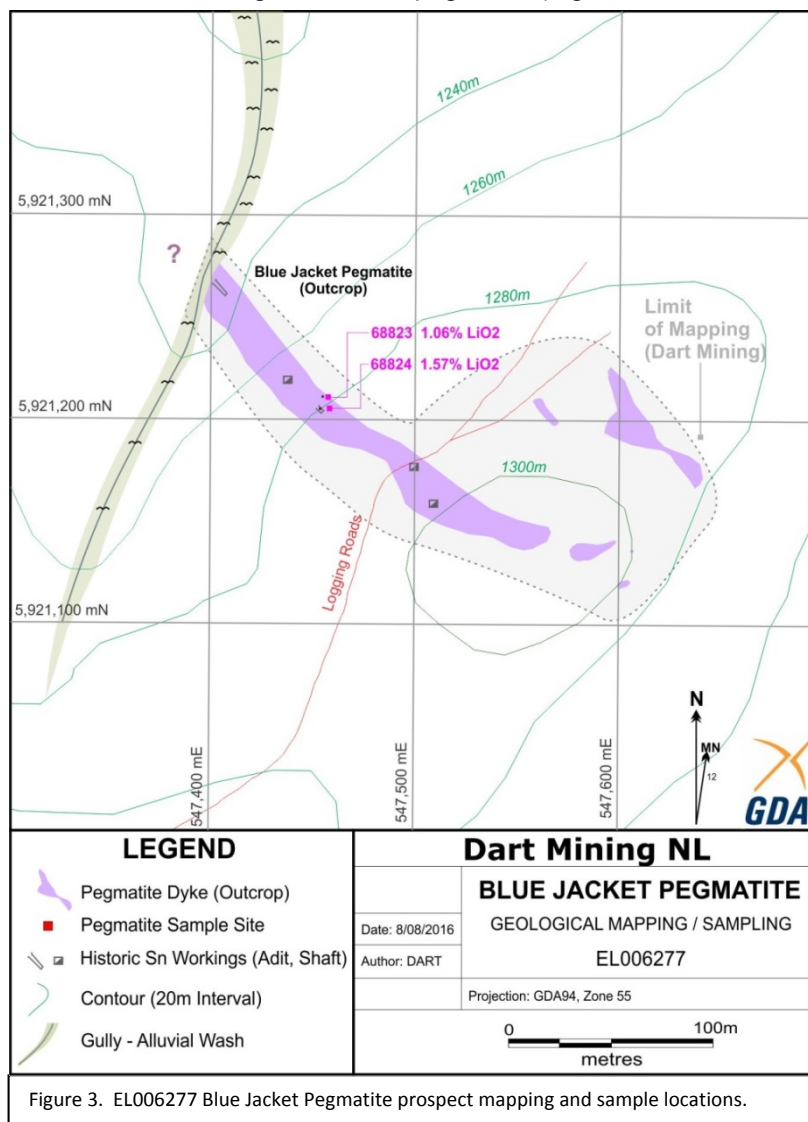 1240m
1260m
5,921,300 mN
?
Blue Jacket Pegmatite
(Outcrop)
1280m
Limit
of Mapping
(Dart Mining)
68823 1.06% LiO2
68824 1.57% LiO2
5,921,200 mN
1300m
Logging Roads
5,921,100 mN
547,400 mE
547,500 mE
547,600 mE
N
MN
12
GDA
LEGEND
Pegmatite Dyke (Outcrop)
Pegmatite Sample Site
Historic Sn Workings (Adit, Shaft)
Contour (20m Interval)
Gully - Alluvial Wash
Dart Mining NL
BLUE JACKET PEGMATITE
Date: 8/08/2016
GEOLOGICAL MAPPING / SAMPLING
Author: DART
EL006277
Projection: GDA94, Zone 55
0 100m
metres
Figure 3. EL006277 Blue Jacket Pegmatite prospect mapping and sample locations.